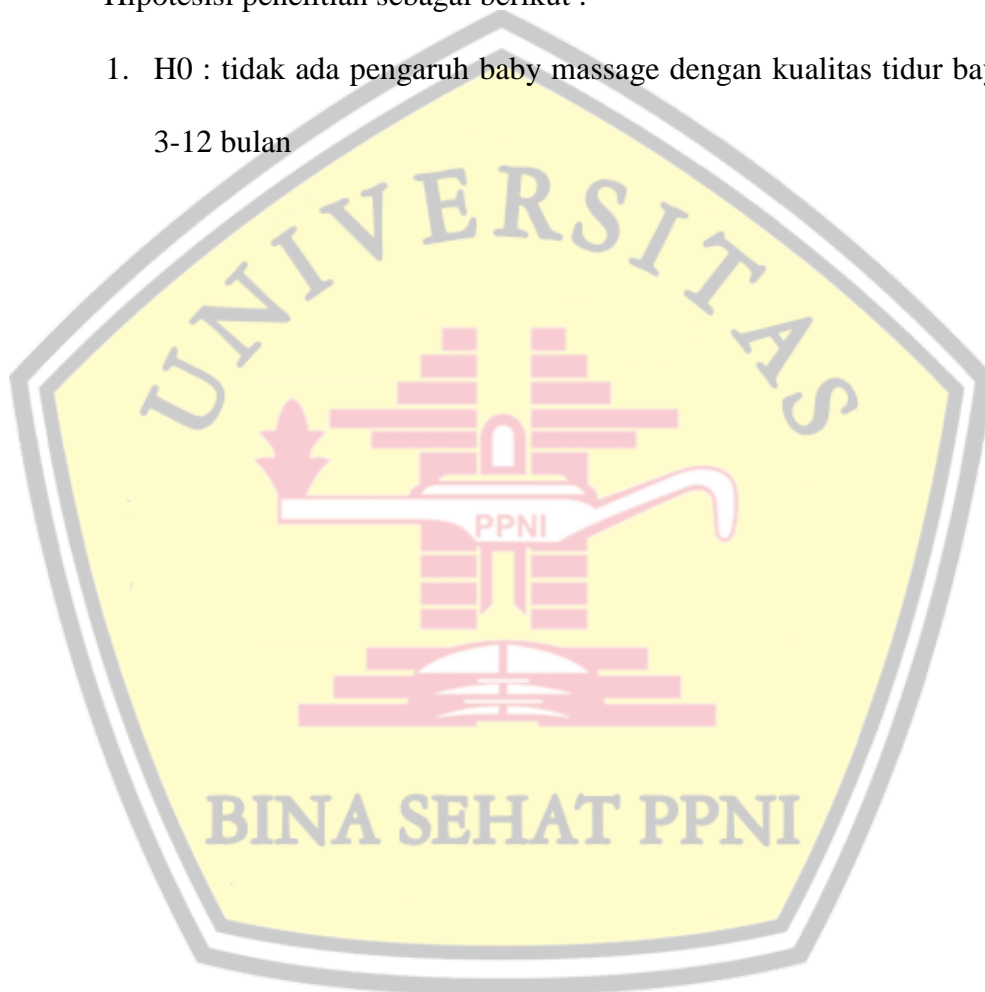 Hipotesisi penelitian sebagai berikut :
1. H0 : tidak ada pengaruh baby massage dengan kualitas tidur
3-12 bulan
UNIVERSITAS
PPNI
BINA SEHAT PPNI